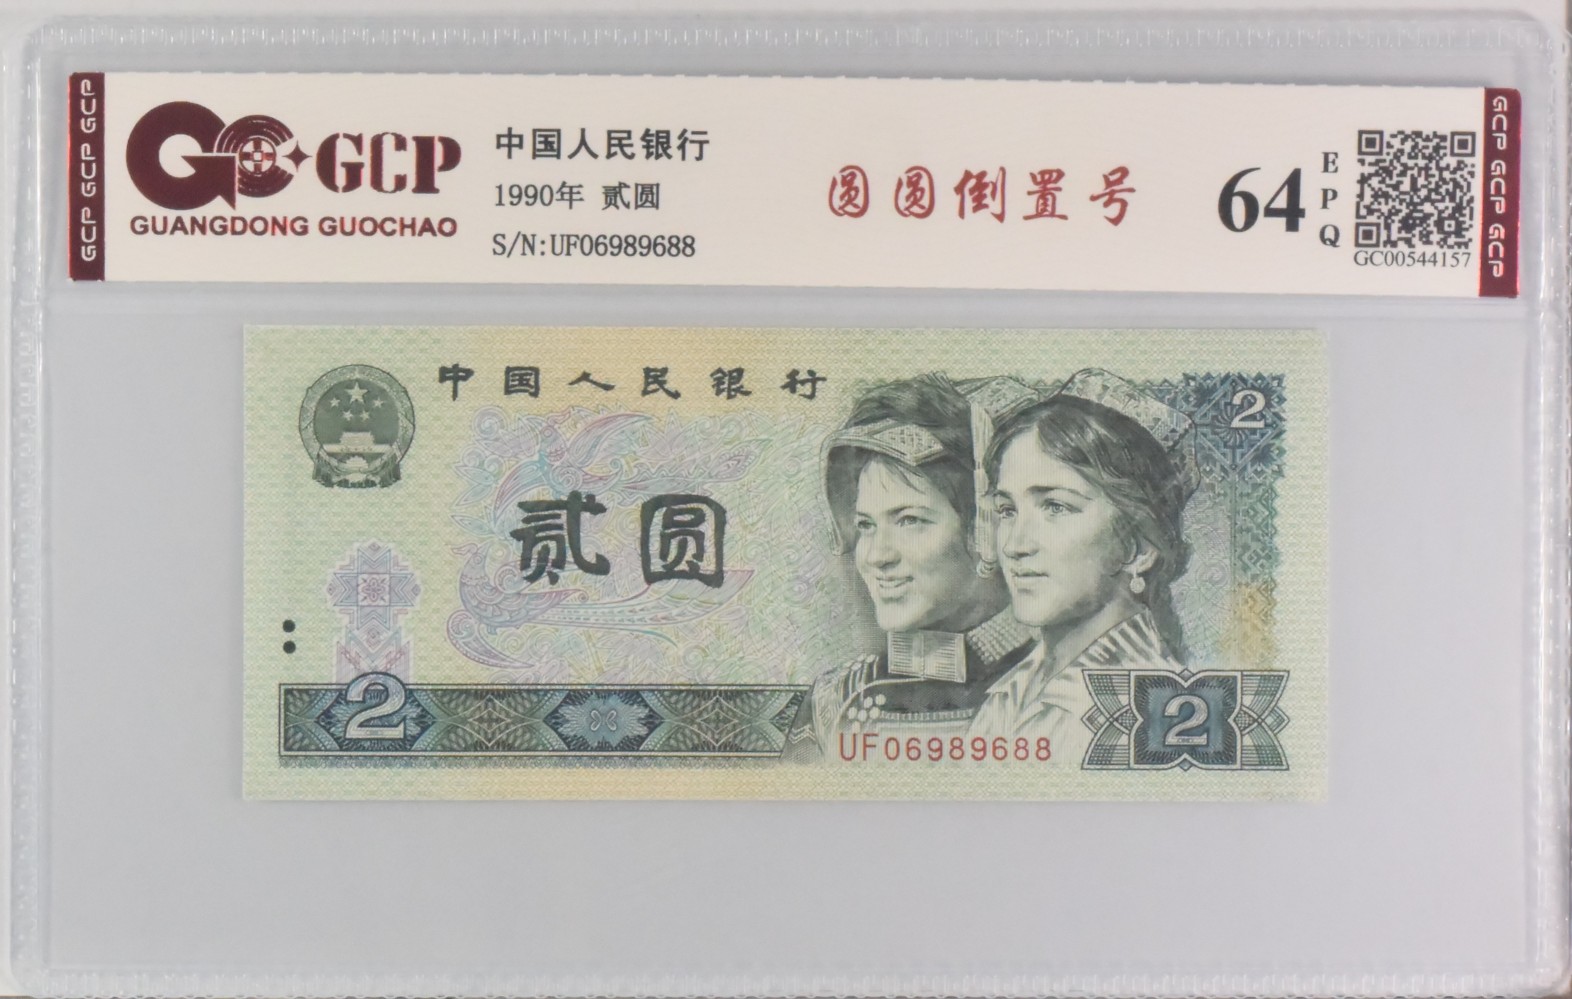 GCP GCP GCP
GCP
GUANGDONG GUOCHAO
中国人民银行
1990年 贰圆
S/N:UF06989688
圆圆倒置号
64
EPQ
GC00544157
GCP GCP GCP
中国人民银行
2
贰圆
2
UF06989688
2